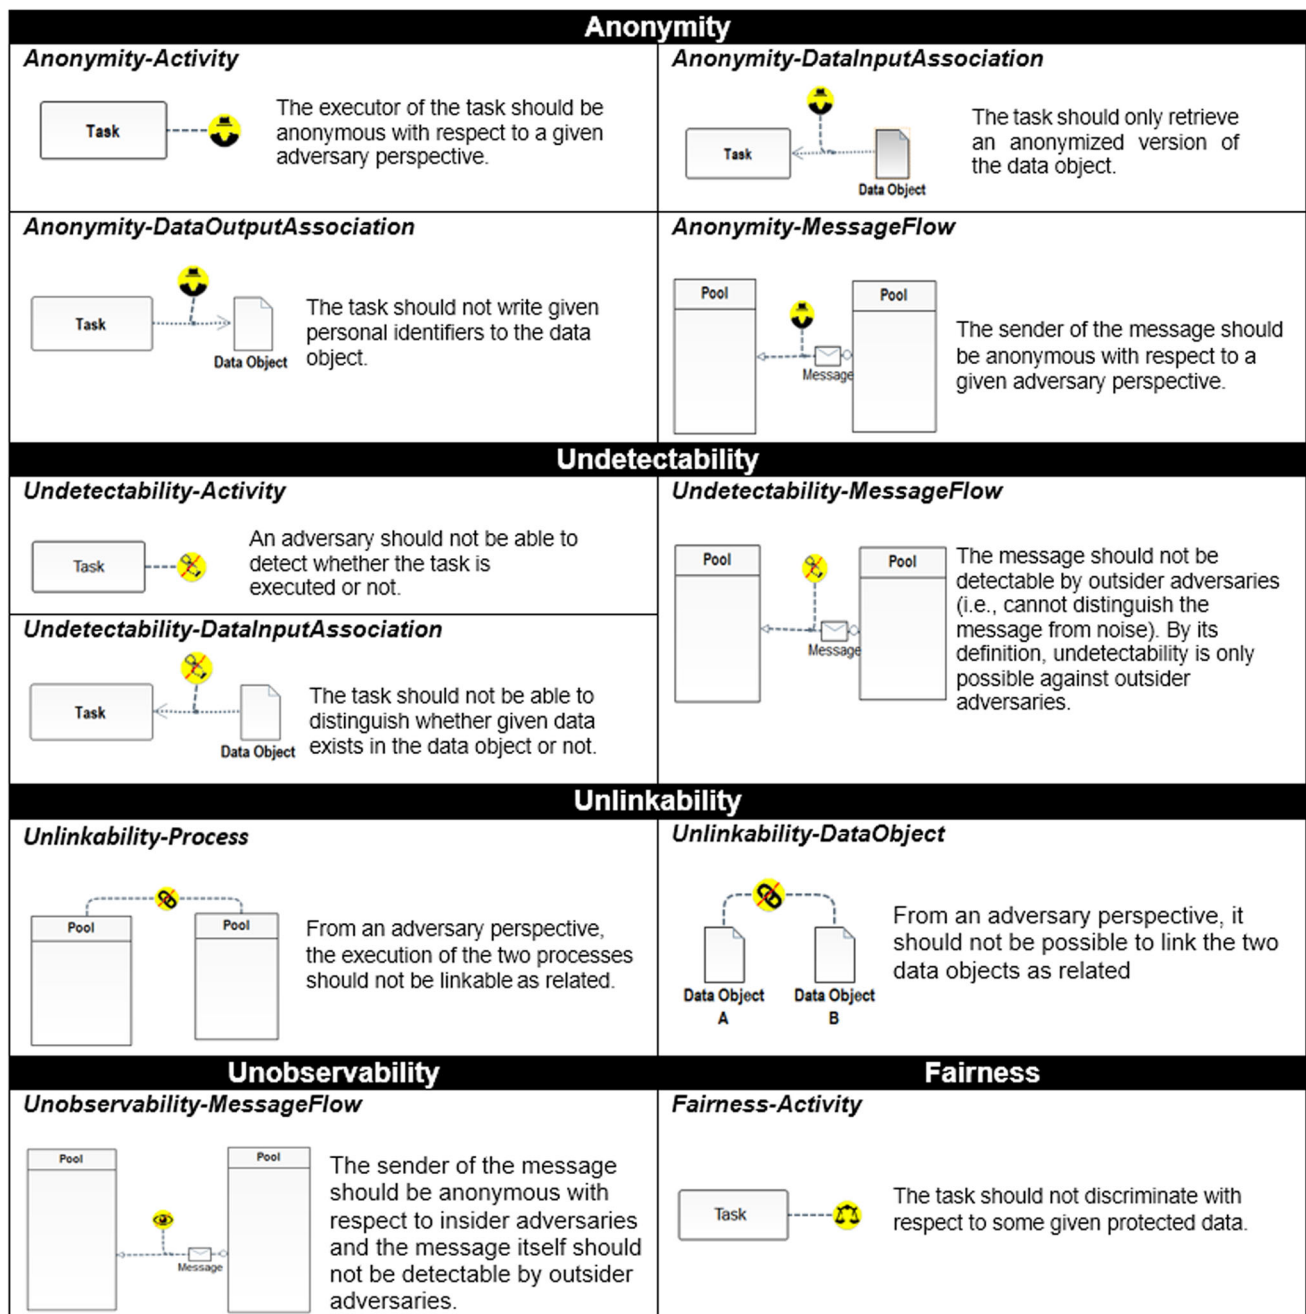 Anonymity
Anonymity-Activity
Task
The executor of the task should be
anonymous with respect to a given
adversary perspective.
Anonymity-DataInputAssociation
Task
Data Object
The task should only retrieve
an anonymized version of
the data object.
Anonymity-DataOutputAssociation
Task
Data Object
The task should not write given
personal identifiers to the data
object.
Anonymity-MessageFlow
Pool
Pool
Message
The sender of the message should
be anonymous with respect to a
given adversary perspective.
Undetectability
Undetectability-Activity
Task
An adversary should not be able to
detect whether the task is
executed or not.
Undetectability-MessageFlow
Pool
Pool
Message
The message should not be
detectable by outsider adversaries
(i.e., cannot distinguish the
message from noise). By its
definition, undetectability is only
possible against outsider
adversaries.
Undetectability-DataInputAssociation
Task
Data Object
The task should not be able to
distinguish whether given data
exists in the data object or not.
Unlinkability
Unlinkability-Process
Pool
Pool
From an adversary perspective,
the execution of the two processes
should not be linkable as related.
Unlinkability-DataObject
Data Object
A
Data Object
B
From an adversary perspective, it
should not be possible to link the two
data objects as related
Unobservability
Unobservability-MessageFlow
Pool
Pool
Message
The sender of the message
should be anonymous with
respect to insider adversaries
and the message itself should
not be detectable by outsider
adversaries.
Fairness
Fairness-Activity
Task
The task should not discriminate with
respect to some given protected data.